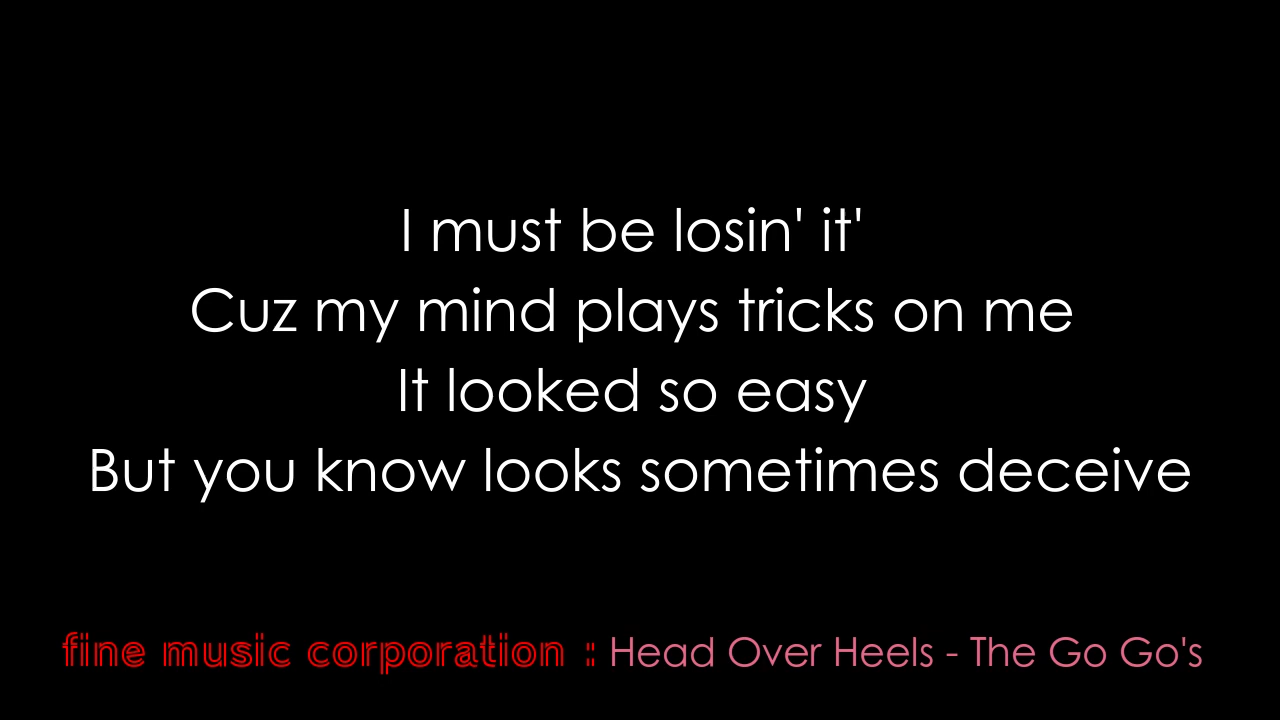 I must be losin' it'
Cuz my mind plays tricks on me
It looked so easy
But you know looks sometimes deceive
fine music corporation : Head Over Heels - The Go Go's